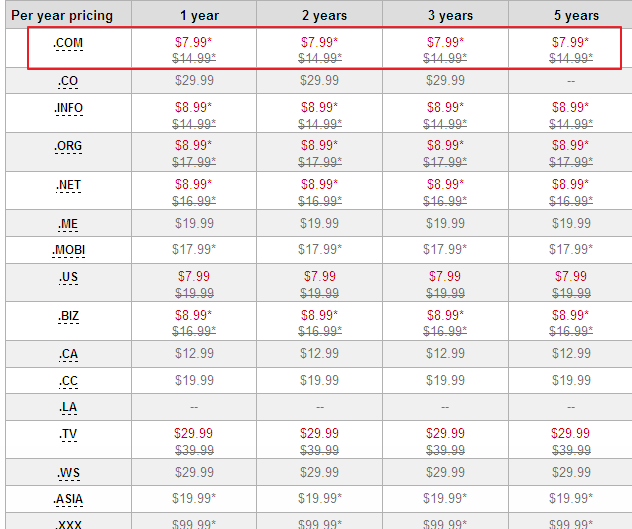 Per year pricing 1 year 2 years 3 years 5 years
.COM $7.99* $7.99* $7.99* $7.99*
$14.99* $14.99* $14.99* $14.99*
.CO $29.99 $29.99 $29.99 --
.INFO $8.99* $8.99* $8.99* $8.99*
$14.99* $14.99* $14.99* $14.99*
.ORG $8.99* $8.99* $8.99* $8.99*
$17.99* $17.99* $17.99* $17.99*
.NET $8.99* $8.99* $8.99* $8.99*
$16.99* $16.99* $16.99* $16.99*
.ME $19.99 $19.99 $19.99 $19.99
.MOBI $17.99* $17.99* $17.99* $17.99*
.US $7.99 $7.99 $7.99 $7.99
$19.99 $19.99 $19.99 $19.99
.BIZ $8.99* $8.99* $8.99* $8.99*
$16.99* $16.99* $16.99* $16.99*
.CA $12.99 $12.99 $12.99 $12.99
.CC $19.99 $19.99 $19.99 $19.99
.LA -- -- -- --
.TV $29.99 $29.99 $29.99 $29.99
$39.99 $39.99 $39.99 $39.99
.WS $29.99 $29.99 $29.99 $29.99
.ASIA $19.99* $19.99* $19.99* $19.99*
.XXX $99.99* $99.99* $99.99* $99.99*